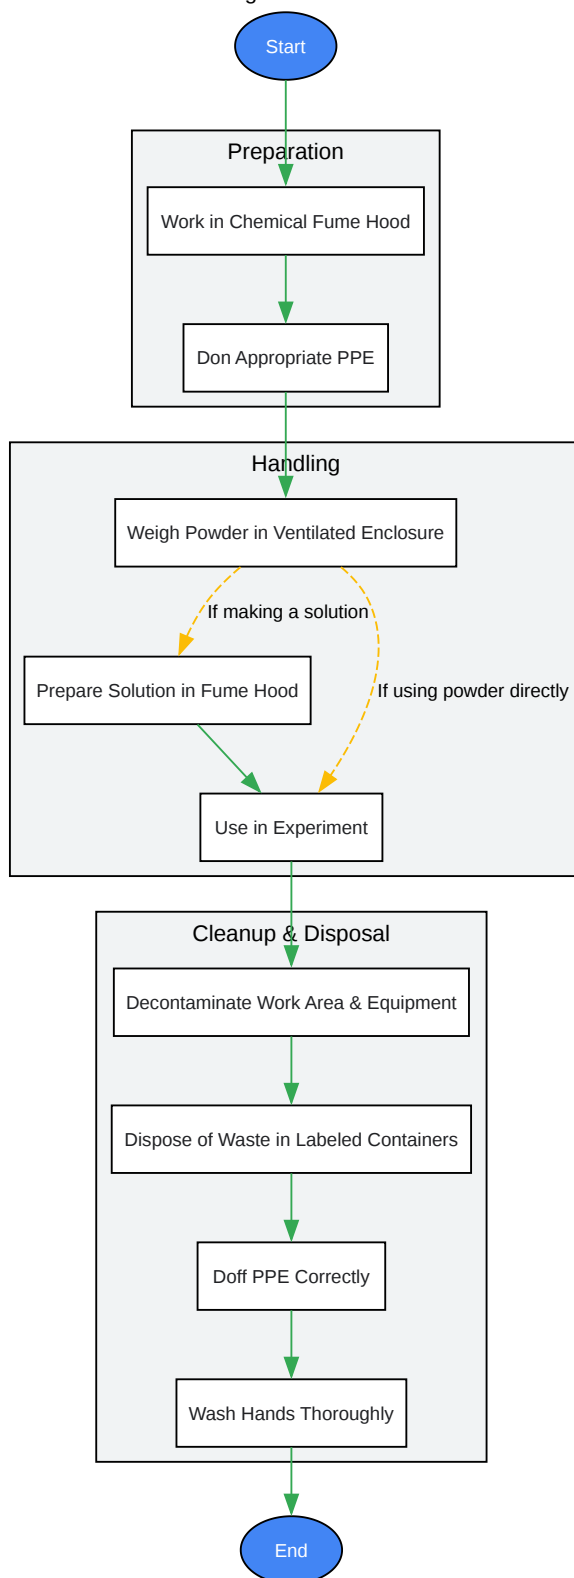 Start
Preparation
Work in Chemical Fume Hood
Don Appropriate PPE
Handling
Weigh Powder in Ventilated Enclosure
If making a solution
Prepare Solution in Fume Hood
If using powder directly
Use in Experiment
Cleanup & Disposal
Decontaminate Work Area & Equipment
Dispose of Waste in Labeled Containers
Doff PPE Correctly
Wash Hands Thoroughly
End